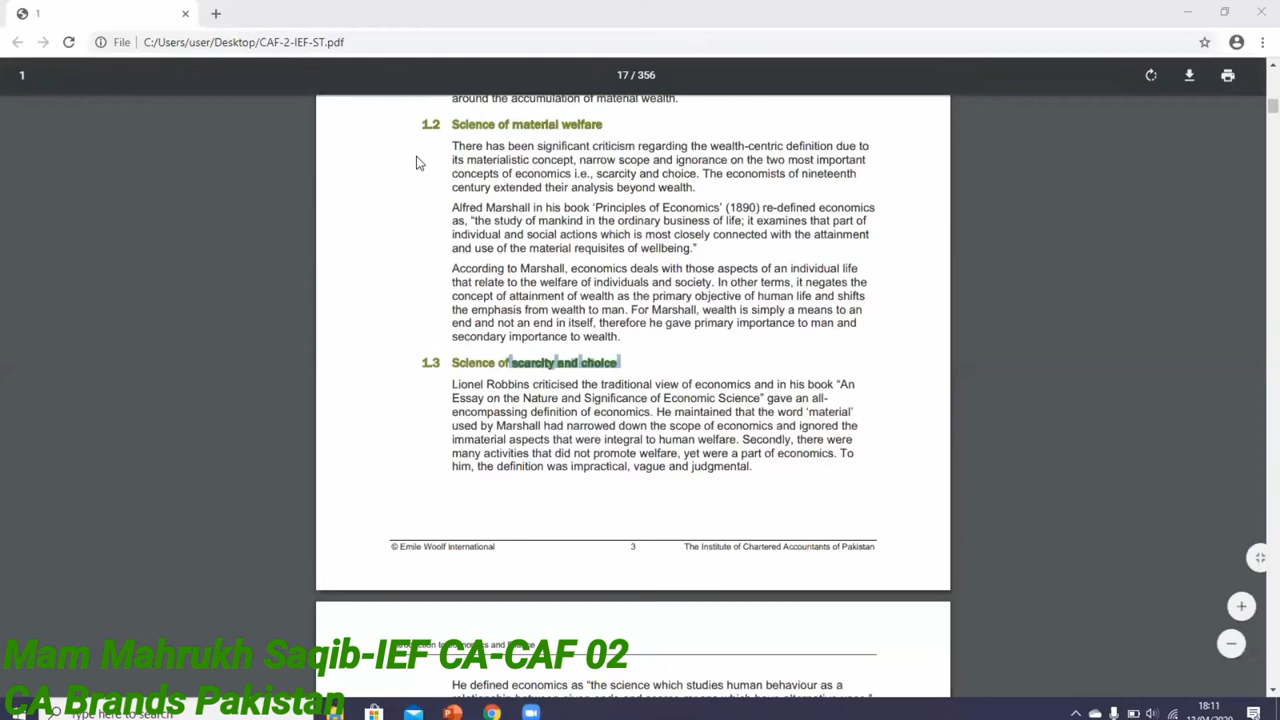 1
File
C:/Users/user/Desktop/CAF-2-IEF-ST.pdf
1
17 / 356
around the accumulation of material wealth.
1.2 Science of material welfare
There has been significant criticism regarding the wealth-centric definition due to
its materialistic concept, narrow scope and ignorance on the two most important
concepts of economics i.e., scarcity and choice. The economists of nineteenth
century extended their analysis beyond wealth.
Alfred Marshall in his book ‘Principles of Economics’ (1890) re-defined economics
as, “the study of mankind in the ordinary business of life; it examines that part of
individual and social actions which is most closely connected with the attainment
and use of the material requisites of wellbeing.”
According to Marshall, economics deals with those aspects of an individual life
that relate to the welfare of individuals and society. In other terms, it negates the
concept of attainment of wealth as the primary objective of human life and shifts
the emphasis from wealth to man. For Marshall, wealth is simply a means to an
end and not an end in itself, therefore he gave primary importance to man and
secondary importance to wealth.
1.3 Science of scarcity and choice
Lionel Robbins criticised the traditional view of economics and in his book “An
Essay on the Nature and Significance of Economic Science” gave an all-
encompassing definition of economics. He maintained that the word ‘material’
used by Marshall had narrowed down the scope of economics and ignored the
immaterial aspects that were integral to human welfare. Secondly, there were
many activities that did not promote welfare, yet were a part of economics. To
him, the definition was impractical, vague and judgmental.
© Emile Woolf International 3 The Institute of Chartered Accountants of Pakistan
and finance
Mam Mahrukh Saqib-IEF CA-CAF 02
He defined economics as “the science which studies human behaviour as a
CA Brands Pakistan
Type here to search
18:11